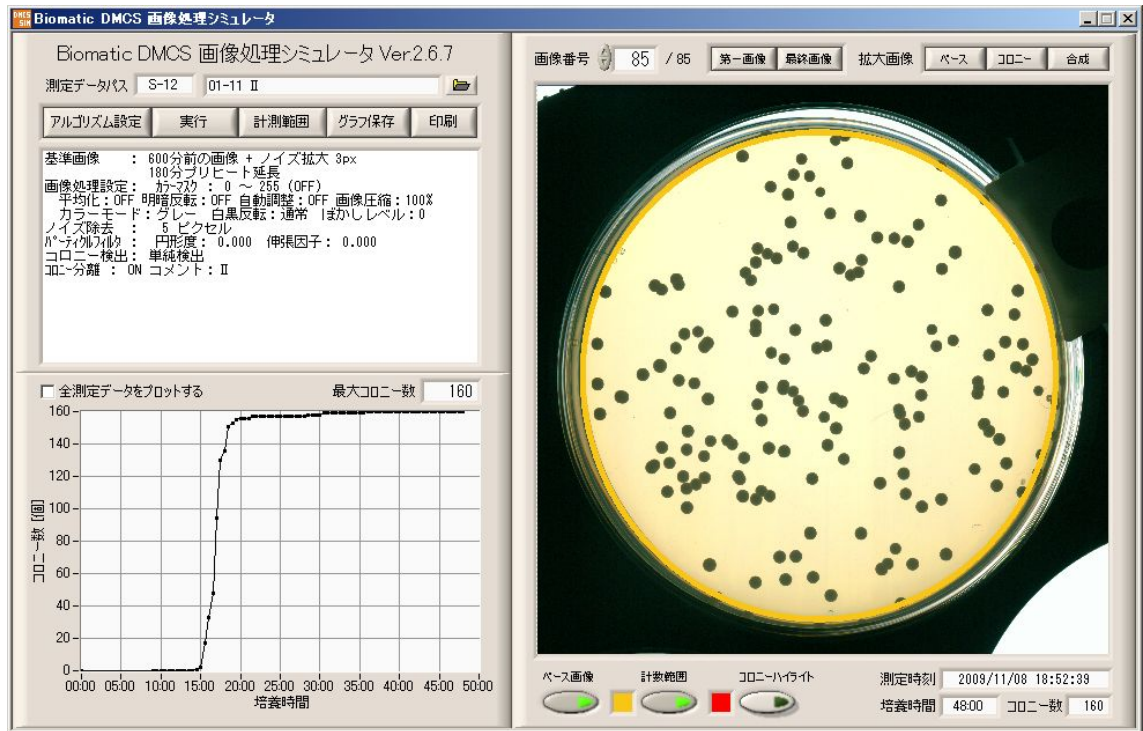 Biomatic DMCS 画像処理シミュレータ
Biomatic DMCS 画像処理シミュレータ Ver.2.6.7
測定データパス S-12 01-11 Ⅱ
アルゴリズム設定 実行 計測範囲 グラフ保存 印刷
基準画像 : 600分前の画像 + ノイズ拡大 3px
180分プリヒート延長
画像処理設定: カラーマスク : 0 ～ 255 (OFF)
平均化:OFF 明暗反転:OFF 自動調整:OFF 画像圧縮:100%
カラーモード:グレー 白黒反転:通常 ぼかしレベル:0
ノイズ除去 : 5 ピクセル
パーティクルフィルタ : 円形度: 0.000 伸張因子: 0.000
コロニー検出: 単純検出
コロニー分離 : ON コメント:Ⅱ
全測定データをプロットする 最大コロニー数 160
コロニー数 [個]
160
140
120
100
80
60
40
20
0
00:00 05:00 10:00 15:00 20:00 25:00 30:00 35:00 40:00 45:00 50:00
培養時間
画像番号 85 / 85 第一画像 最終画像 拡大画像 ベース コロニー 合成
ベース画像 計数範囲 コロニーハイライト
測定時刻 2009/11/08 18:52:39
培養時間 48:00 コロニー数 160